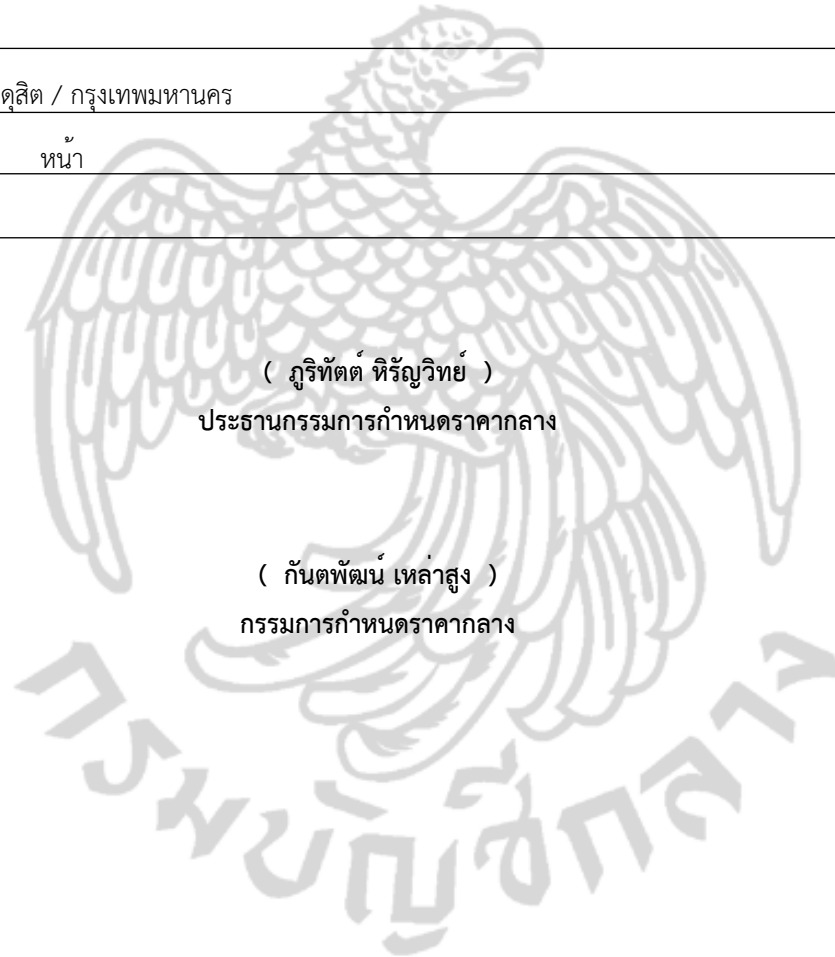 ดุสิต / กรุงเทพมหานคร
หน้า
( ภูริทัตต์ หิรัญวิทย์ )
ประธานกรรมการกำหนดราคากลาง
( กันตพัฒน์ เหล่าสูง )
กรรมการกำหนดราคากลาง
กรมบัญชีกลาง